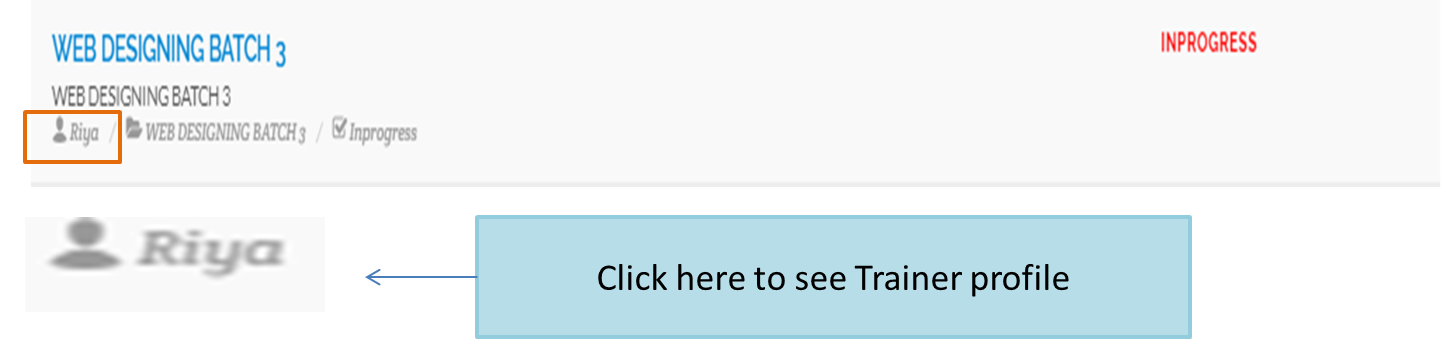 WEB DESIGNING BATCH 3
INPROGRESS
WEB DESIGNING BATCH 3
Riya / WEB DESIGNING BATCH 3 / Inprogress
Riya
Click here to see Trainer profile